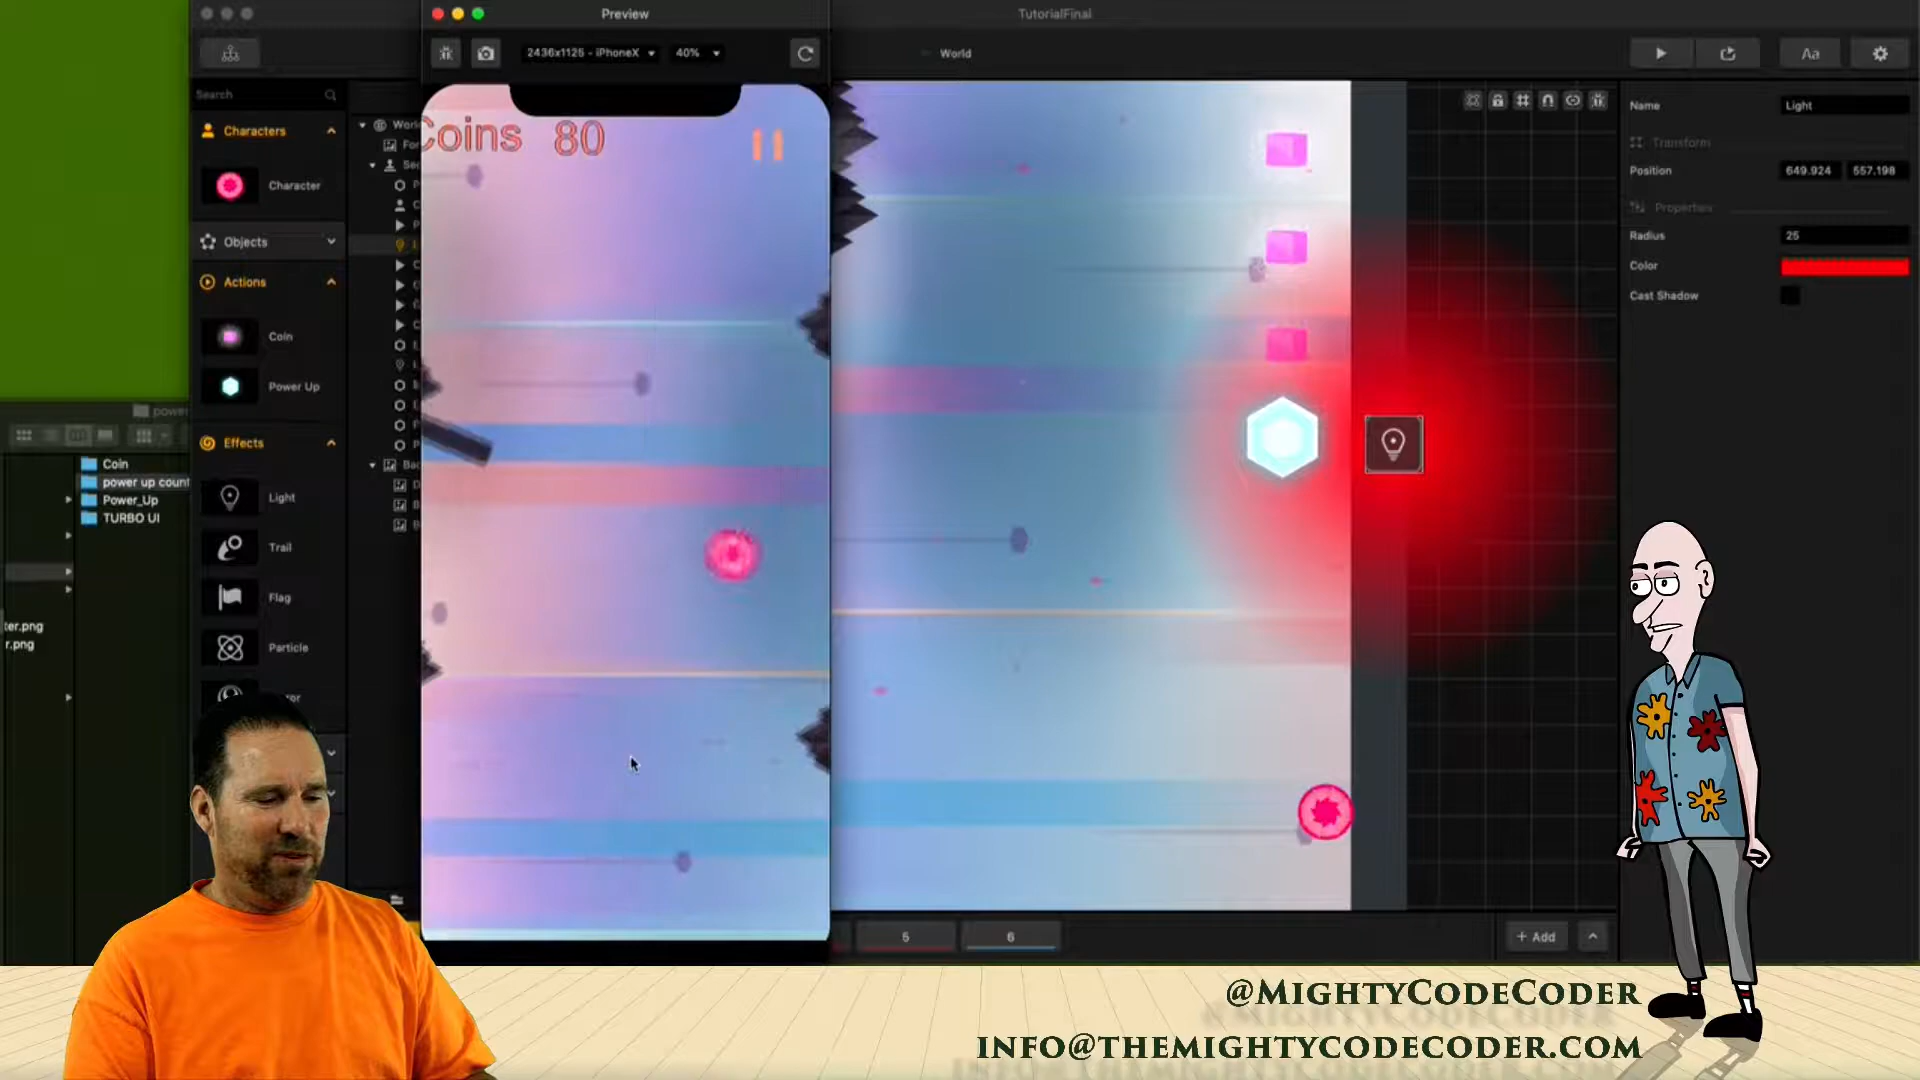 Preview
TutorialFinal
2436x1125 - iPhoneX
40%
World
Aa
Search
Characters
Character
Objects
Actions
Coin
Power Up
Effects
Light
Trail
Flag
Particle
Coins 80
Name
Light
Transform
Position
649.924
557.198
Properties
Radius
25
Color
Cast Shadow
power
Coin
power up count
Power_Up
TURBO UI
ter.png
r.png
5
6
+ Add
@MightyCodeCoder
info@themightycodecoder.com